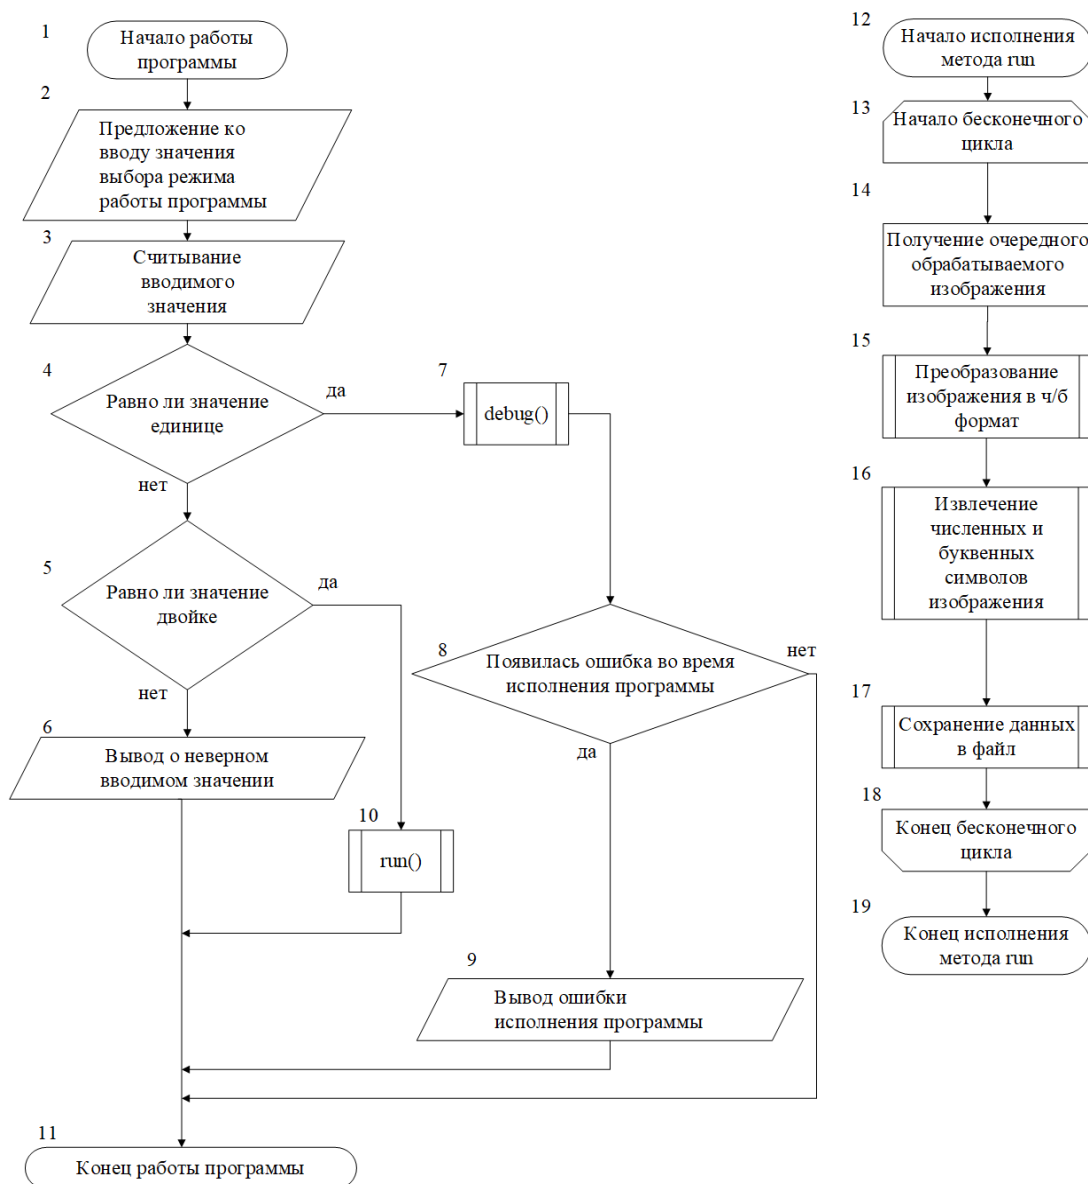 1
Начало работы
программы
2
Предложение ко
вводу значения
выбора режима
работы программы
3
Считывание
вводимого
значения
4
Равно ли значение
единице
да
нет
7
debug()
5
Равно ли значение
двойке
да
нет
8
Появилась ошибка во время
исполнения программы
нет
да
6
Вывод о неверном
вводимом значении
10
run()
9
Вывод ошибки
исполнения программы
11
Конец работы программы
12
Начало исполнения
метода run
13
Начало бесконечного
цикла
14
Получение очередного
обрабатываемого
изображения
15
Преобразование
изображения в ч/б
формат
16
Извлечение
численных и
буквенных
символов
изображения
17
Сохранение данных
в файл
18
Конец бесконечного
цикла
19
Конец исполнения
метода run